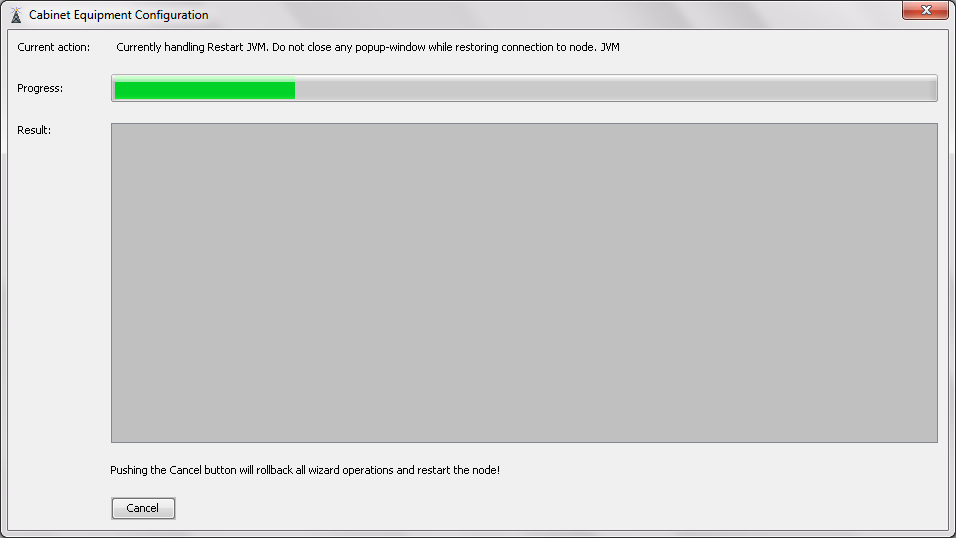 Cabinet Equipment Configuration
Current action: Currently handling Restart JVM. Do not close any popup-window while restoring connection to node. JVM
Progress:
Result:
Pushing the Cancel button will rollback all wizard operations and restart the node!
Cancel